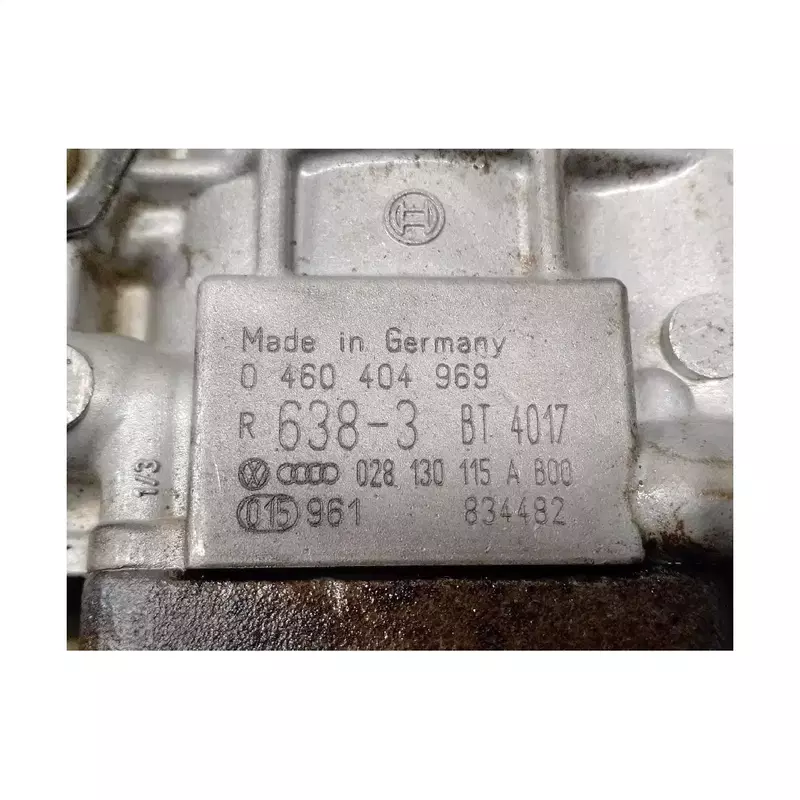 Made in Germany
0 460 404 969
R 638-3 BT 4017
028 130 115 A B00
015 961 834482
1/3